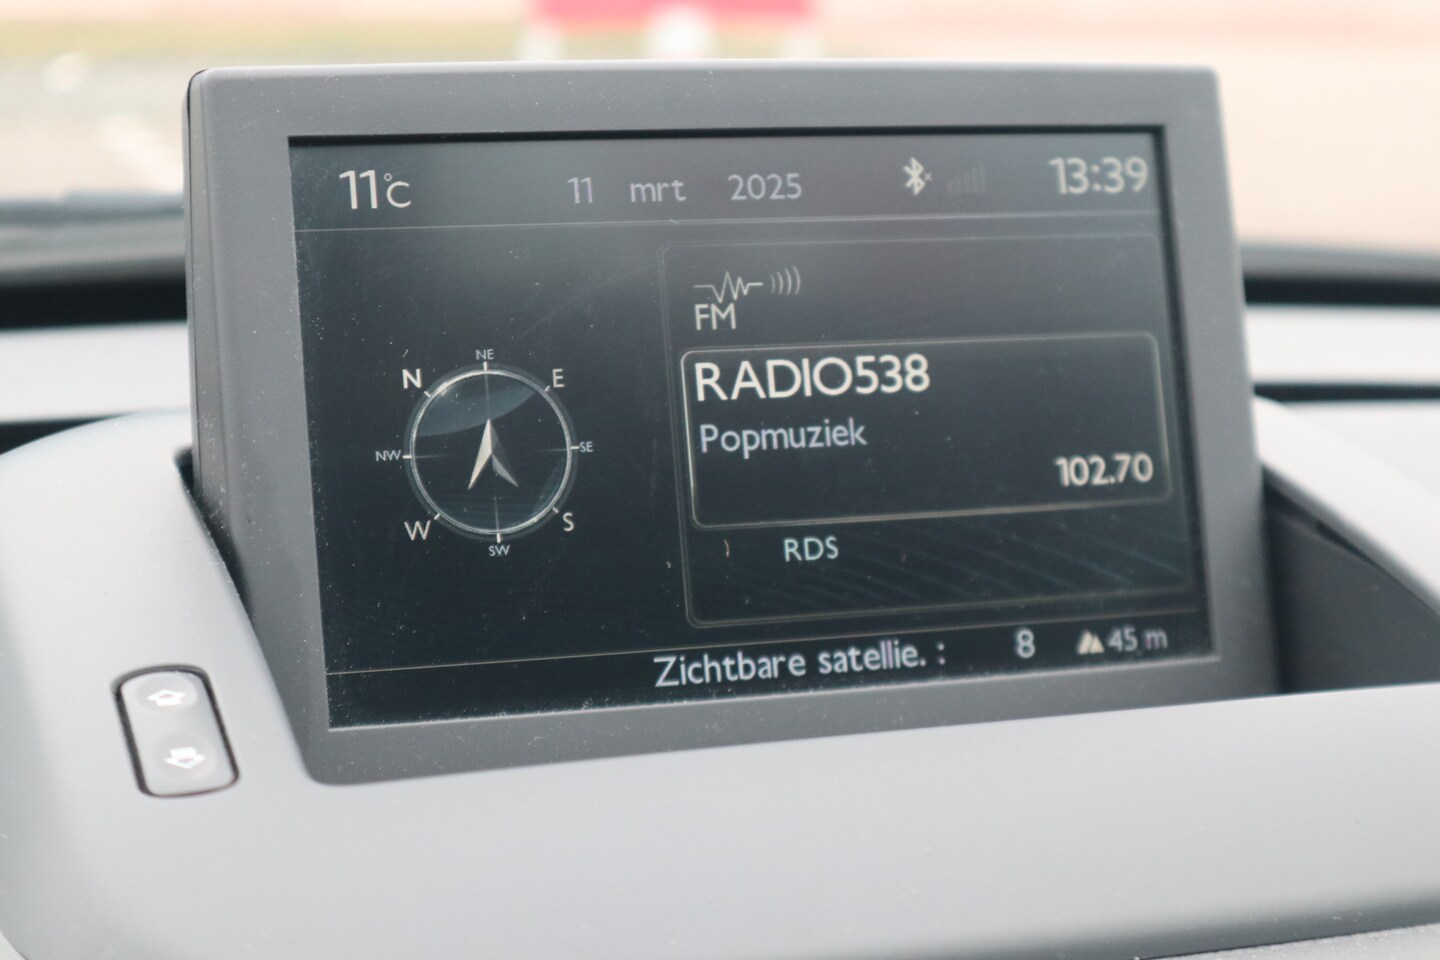 11°C 11 mrt 2025 13:39
FM
RADIO538
Popmuziek
102.70
RDS
NE
N E
NW SE
W S
SW
Zichtbare satellie. : 8 45 m